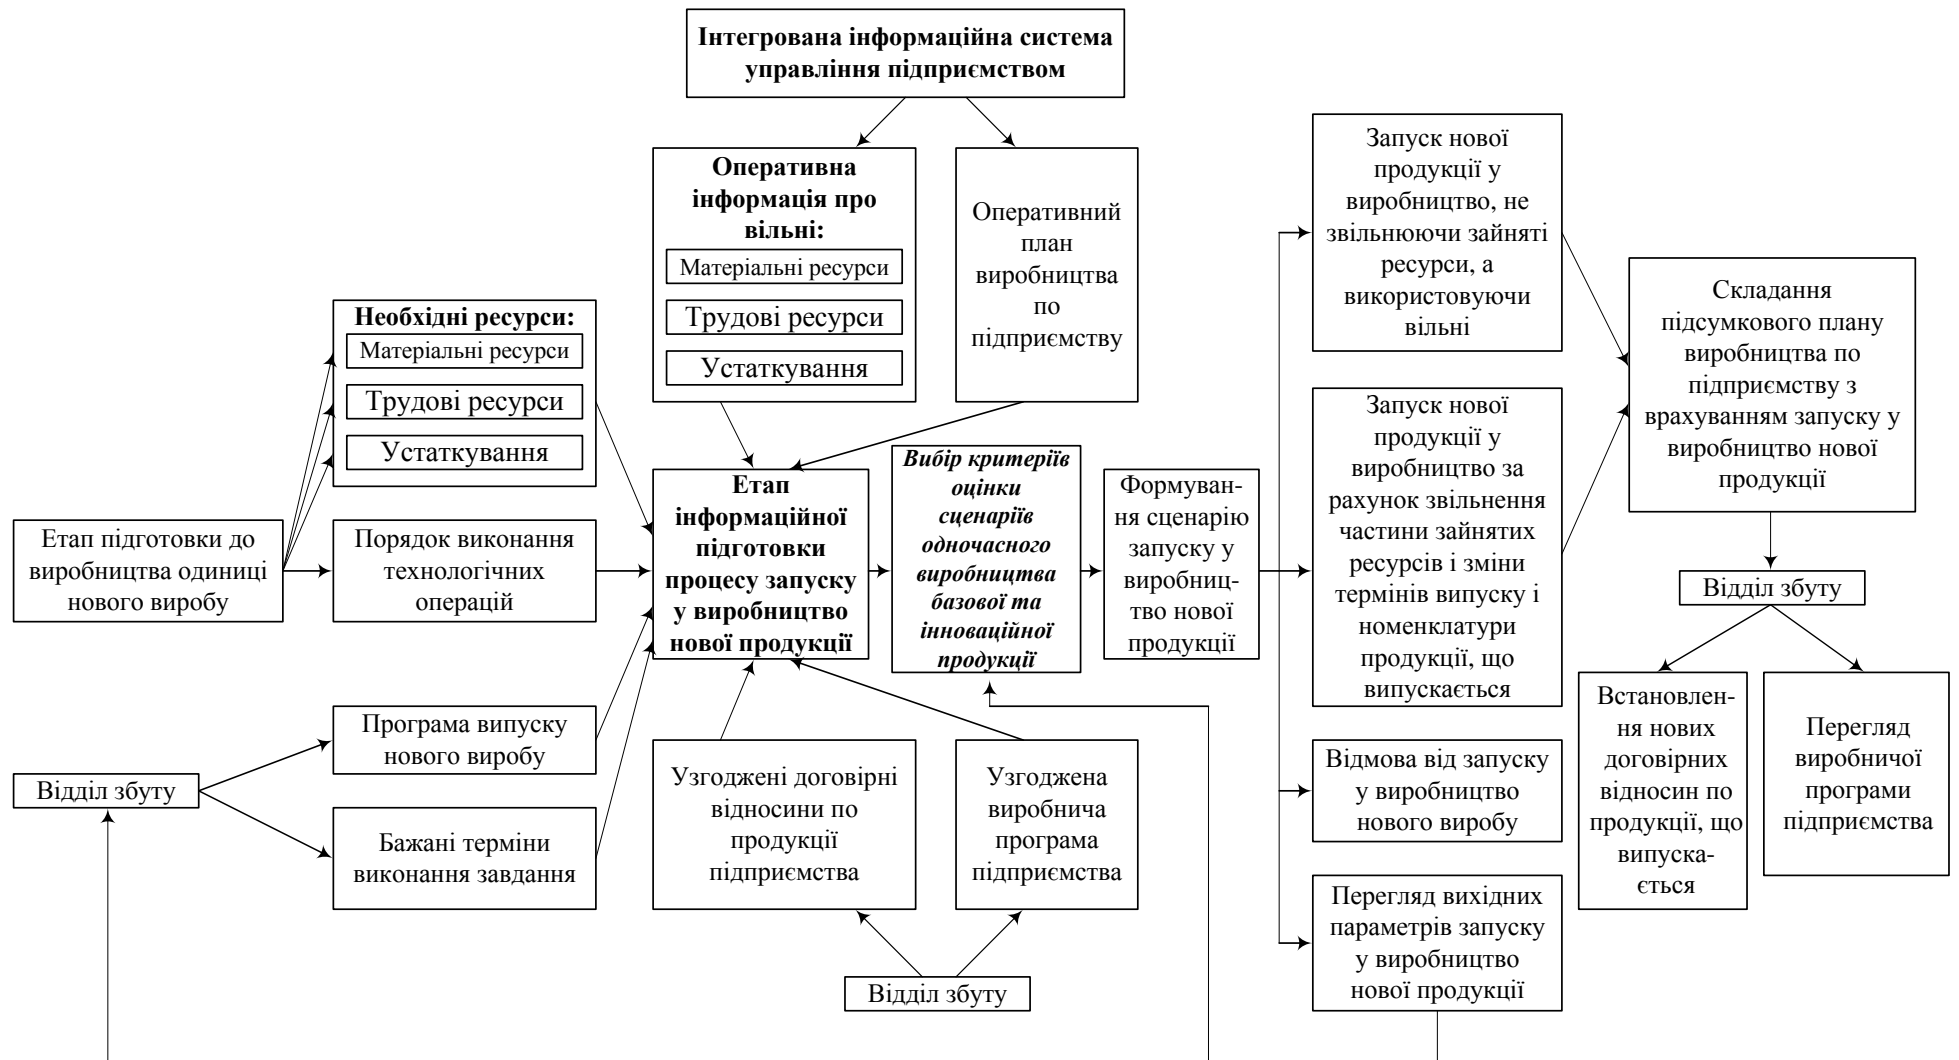 Інтегрована інформаційна система
управління підприємством
Оперативна
інформація про
вільні:
Матеріальні ресурси
Трудові ресурси
Устаткування
Оперативний
план
виробництва
по
підприємству
Необхідні ресурси:
Матеріальні ресурси
Трудові ресурси
Устаткування
Етап підготовки до
виробництва одиниці
нового виробу
Порядок виконання
технологічних
операцій
Відділ збуту
Програма випуску
нового виробу
Бажані терміни
виконання завдання
Етап
інформаційної
підготовки
процесу запуску
у виробництво
нової продукції
Узгоджені договірні
відносини по
продукції
підприємства
Узгоджена
виробнича
програма
підприємства
Відділ збуту
Вибір критеріїв
оцінки
сценаріїв
одночасного
виробництва
базової та
інноваційної
продукції
Формуван-
ня сценарію
запуску у
виробниц-
тво нової
продукції
Запуск нової
продукції у
виробництво, не
звільнюючи зайняті
ресурси, а
використовуючи
вільні
Запуск нової
продукції у
виробництво за
рахунок звільнення
частини зайнятих
ресурсів і зміни
термінів випуску і
номенклатури
продукції, що
випускається
Відмова від запуску
у виробництво
нового виробу
Перегляд вихідних
параметрів запуску
у виробництво
нової продукції
Складання
підсумкового плану
виробництва по
підприємству з
врахуванням запуску у
виробництво нової
продукції
Відділ збуту
Встановлен-
ня нових
договірних
відносин по
продукції, що
випуска-
ється
Перегляд
виробничої
програми
підприємства